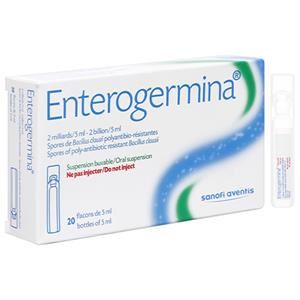 Enterogermina®
2 milliards/5 ml - 2 billion/5 ml
Spores de Bacillus clausii polyantibio-résistantes
Spores of poly-antibiotic resistant Bacillus clausii
Suspension buvable/Oral suspension
Ne pas injecter/Do not inject
20 flacons de 5 ml
bottles of 5 ml
sanofi aventis